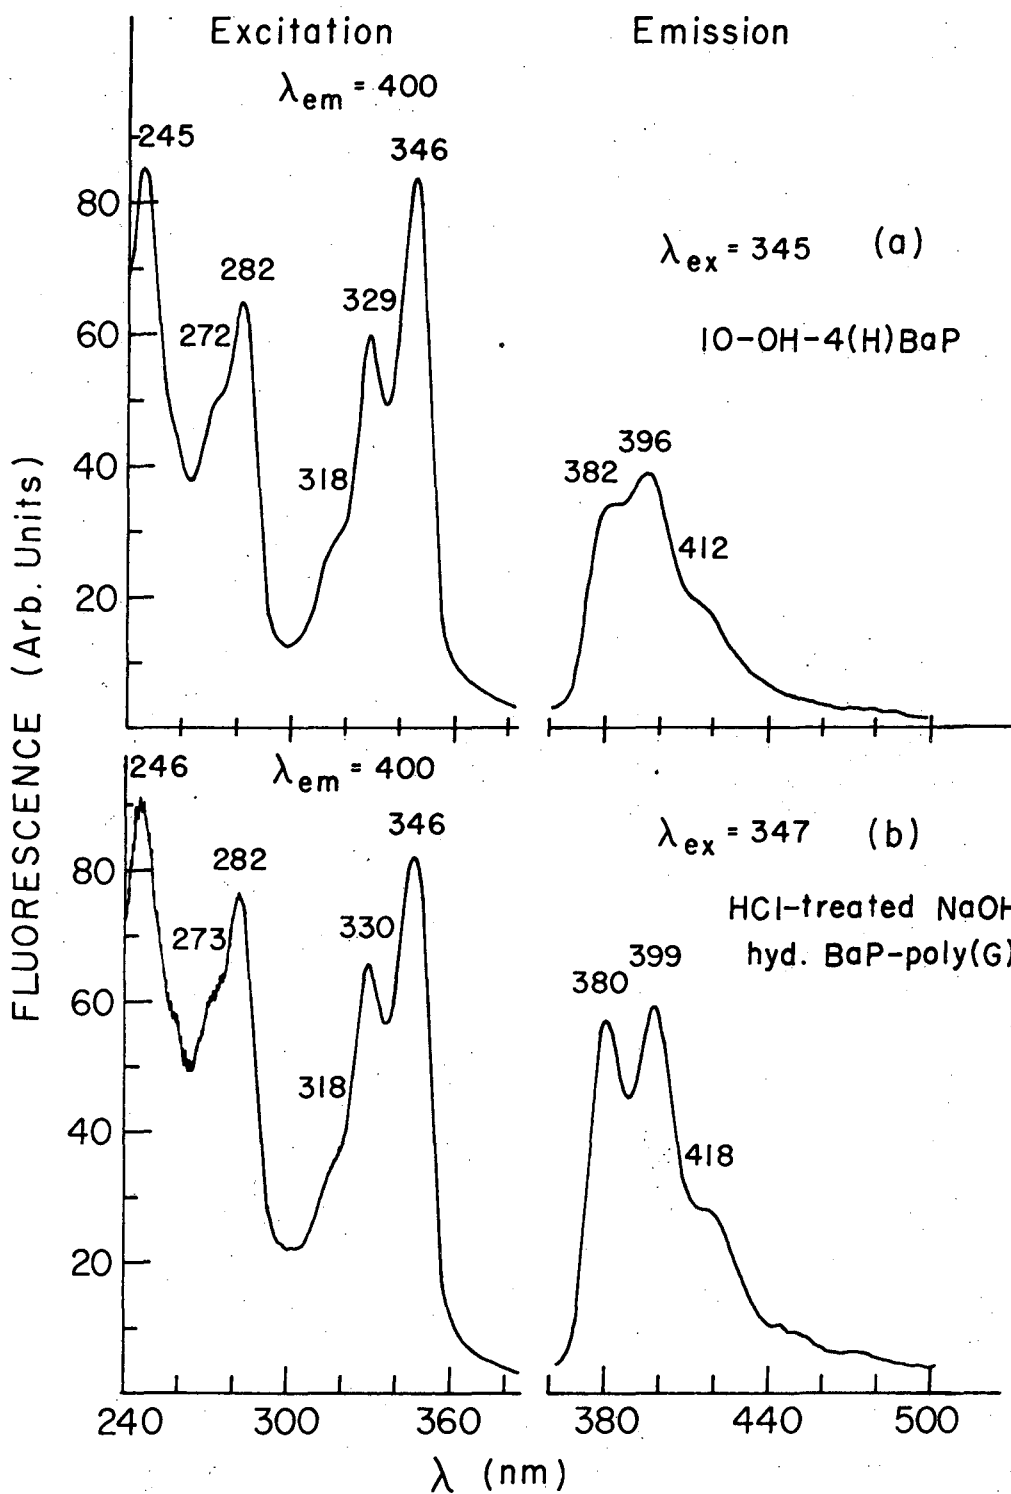 Excitation
Emission
λem = 400
245
346
80
λex = 345 (a)
282
329
272
60
10-OH-4(H)BaP
396
382
318
40
412
20
FLUORESCENCE (Arb. Units)
246
λem = 400
346
λex = 347 (b)
282
80
HCl-treated NaOH
330
273
hyd. BaP-poly(G)
399
380
60
318
418
40
20
240 300 360 380 440 500
λ (nm)